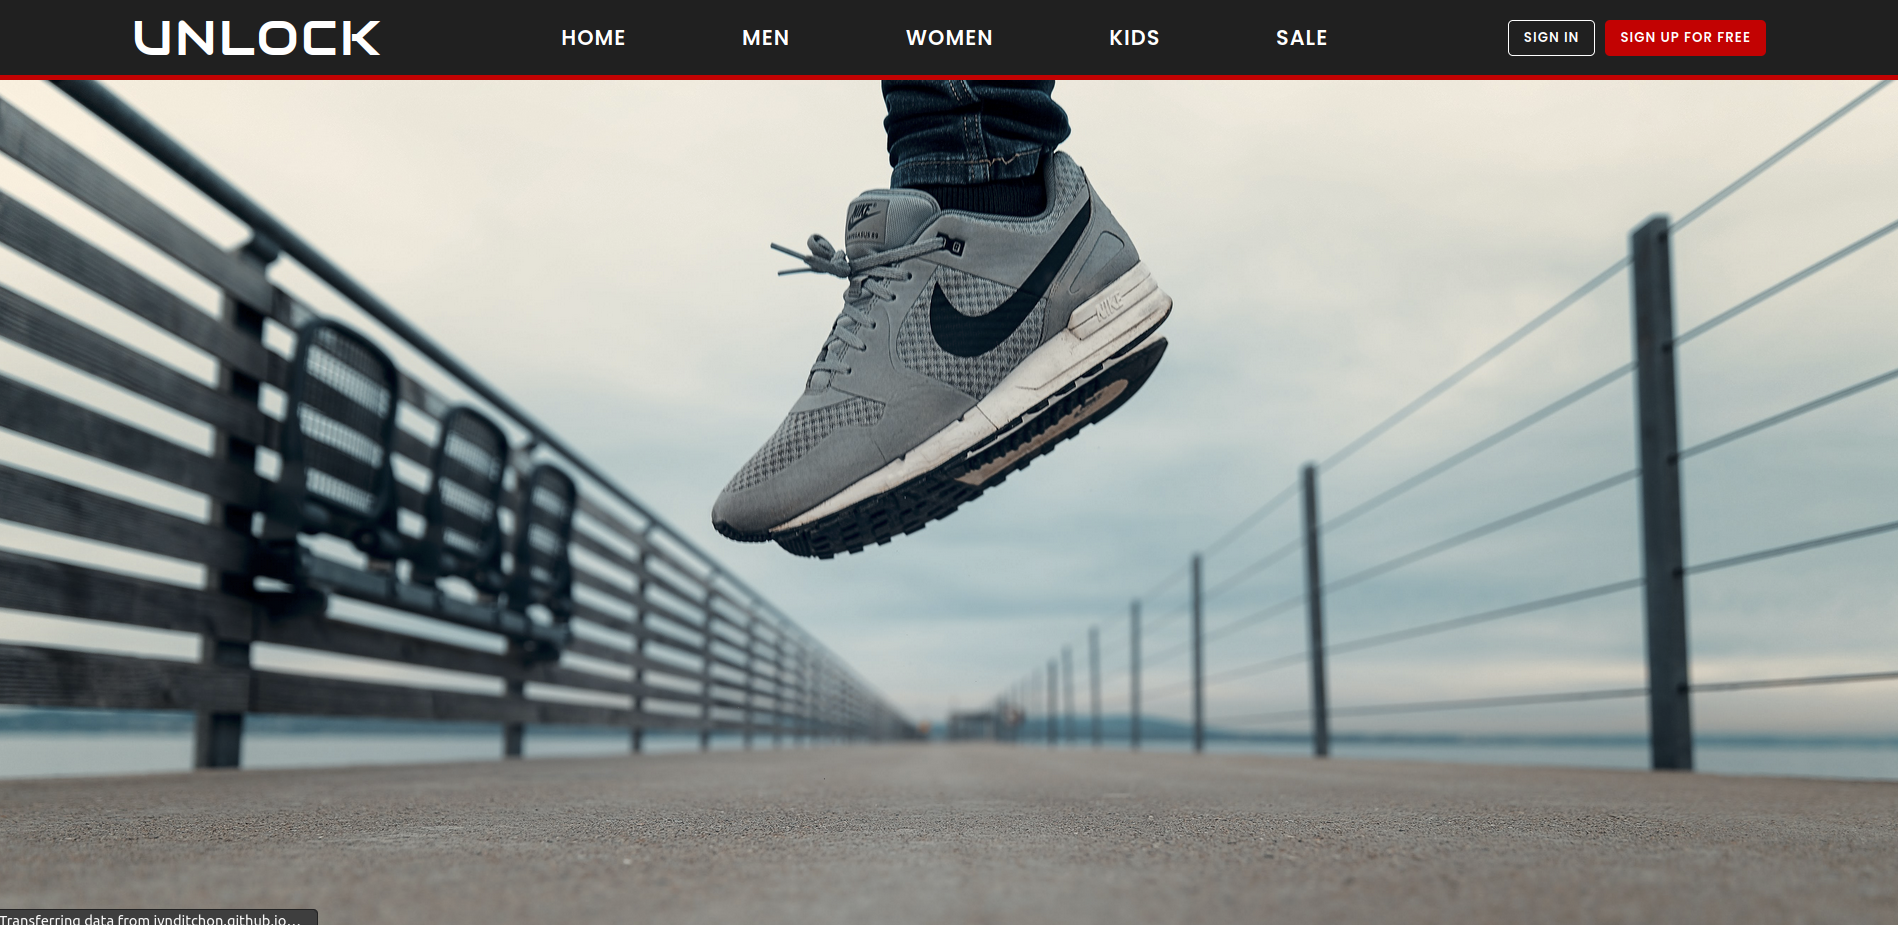 UNLOCK
HOME
MEN
WOMEN
KIDS
SALE
SIGN IN
SIGN UP FOR FREE
NIKE
NIKE
Transferring data from jynditchon.github.io...